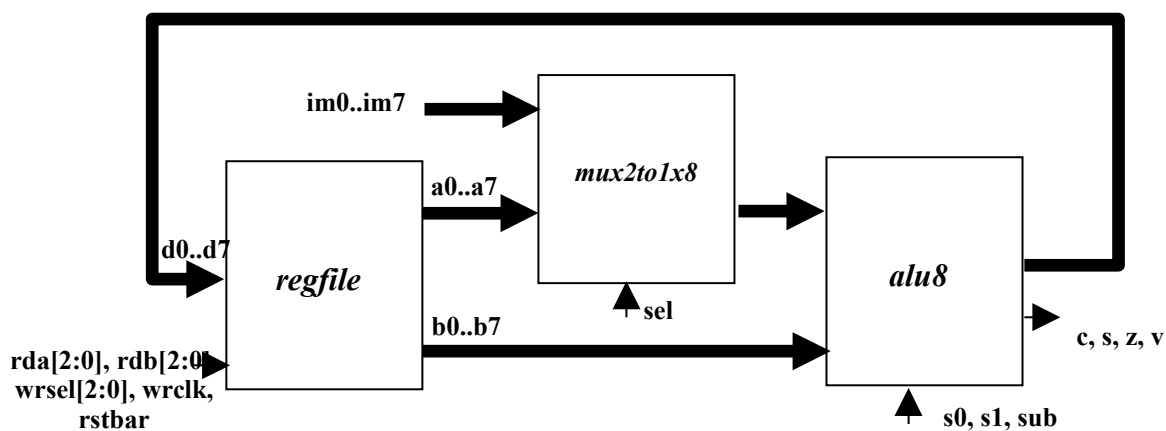 im0..im7
mux2to1x8
a0..a7
d0..d7
regfile
alu8
sel
b0..b7
c, s, z, v
rda[2:0], rdb[2:0]
wrsel[2:0], wrclk,
rstbar
s0, s1, sub